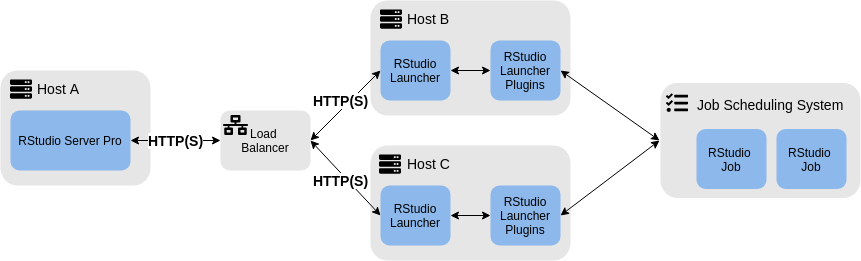 Host A
RStudio Server Pro
HTTP(S)
Load
Balancer
HTTP(S)
HTTP(S)
Host B
RStudio
Launcher
RStudio
Launcher
Plugins
Host C
RStudio
Launcher
RStudio
Launcher
Plugins
Job Scheduling System
RStudio
Job
RStudio
Job